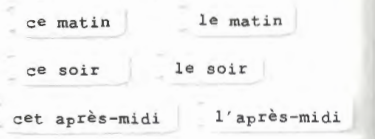 ce matin le matin
ce soir le soir
cet après-midi l'après-midi